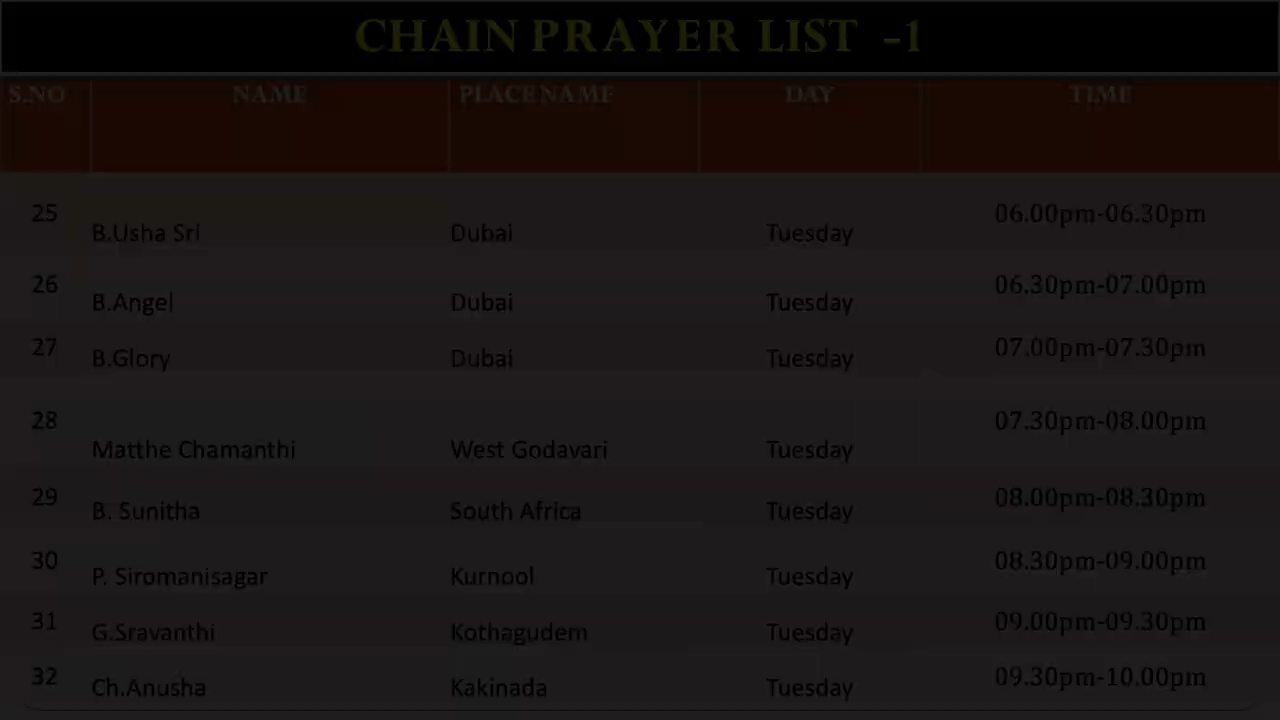 CHAIN PRAYER LIST -1
S.NO NAME PLACE NAME DAY TIME
25 B.Usha Sri Dubai Tuesday 06.00pm-06.30pm
26 B.Angel Dubai Tuesday 06.30pm-07.00pm
27 B.Glory Dubai Tuesday 07.00pm-07.30pm
28 Matthe Chamanthi West Godavari Tuesday 07.30pm-08.00pm
29 B. Sunitha South Africa Tuesday 08.00pm-08.30pm
30 P. Siromanisagar Kurnool Tuesday 08.30pm-09.00pm
31 G.Sravanthi Kothagudem Tuesday 09.00pm-09.30pm
32 Ch.Anusha Kakinada Tuesday 09.30pm-10.00pm